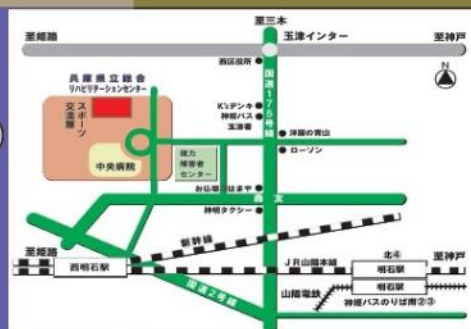 至三木
至姫路
玉津インター
至神戸
西区役所
N
兵庫県立総合
リハビリテーションセンター
スポーツ
交流館
国道175号線
K'sデンキ
神姫バス
玉津署
洋服の青山
ローソン
中央病院
視力
障害者
センター
お仏壇のはまや
森友
神明タクシー
新幹線
至姫路
西明石駅
JR山陽本線
北④
至神戸
明石駅
国道2号線
山陽電鉄
明石駅
神姫バスのりば南②③